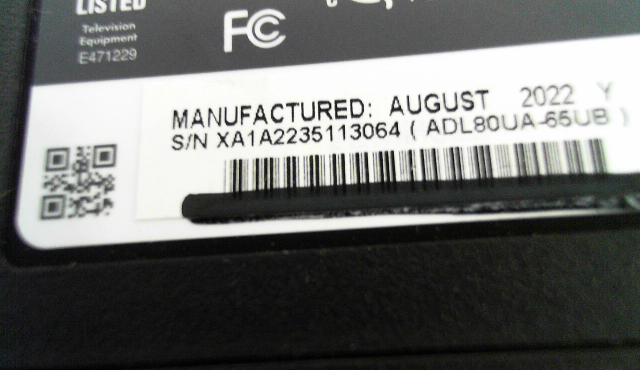 LISTED
Television
Equipment
E471229
FC
MANUFACTURED: AUGUST 2022 Y
S/N XA1A2235113064 ( ADL80UA-65UB )